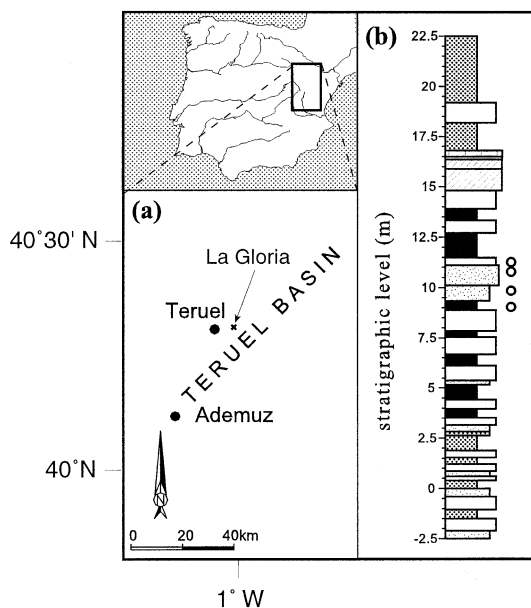 (a)
40°30' N
La Gloria
Teruel
TERUEL BASIN
Ademuz
40° N
N
0 20 40km
1° W
(b)
stratigraphic level (m)
22.5
20
17.5
15
12.5
10
7.5
5
2.5
0
-2.5